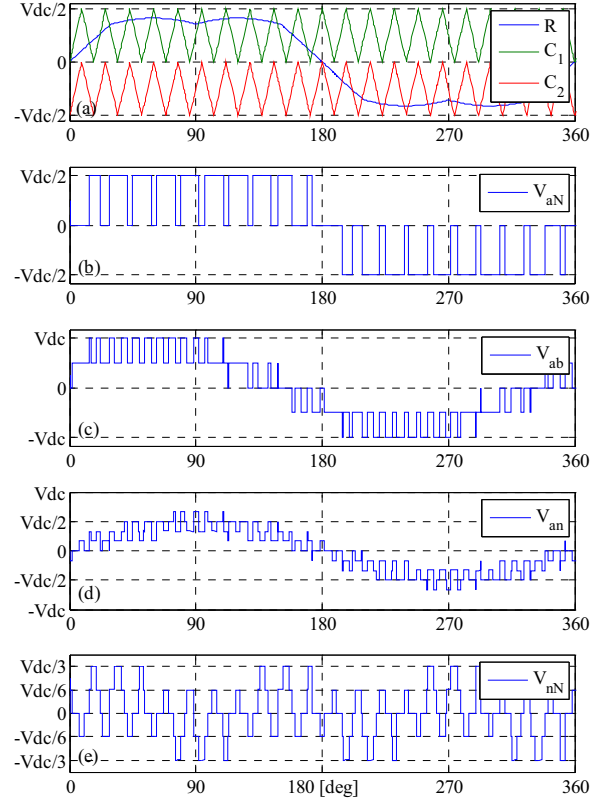 Vdc/2
0
-Vdc/2
R
C1
C2
(a)
0 90 180 270 360
Vdc/2
0
-Vdc/2
VaN
(b)
0 90 180 270 360
Vdc
0
-Vdc
Vab
(c)
0 90 180 270 360
Vdc
Vdc/2
0
-Vdc/2
-Vdc
Van
(d)
0 90 180 270 360
Vdc/3
Vdc/6
0
-Vdc/6
-Vdc/3
VnN
(e)
0 90 180 [deg] 270 360